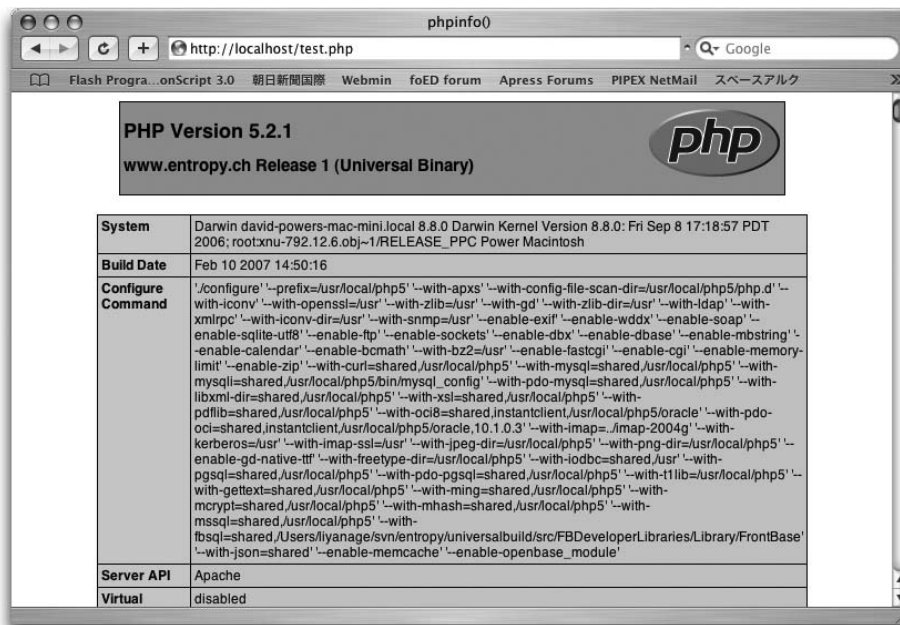 phpinfo()
http://localhost/test.php
Google
Flash Progra...onScript 3.0 朝日新聞国際 Webmin foED forum Apress Forums PIPEX NetMail スペースアルク
PHP Version 5.2.1
php
www.entropy.ch Release 1 (Universal Binary)
System Darwin david-powers-mac-mini.local 8.8.0 Darwin Kernel Version 8.8.0: Fri Sep 8 17:18:57 PDT
2006; root:xnu-792.12.6.obj~1/RELEASE_PPC Power Macintosh
Build Date Feb 10 2007 14:50:16
Configure './configure' '--prefix=/usr/local/php5' '--with-apxs' '--with-config-file-scan-dir=/usr/local/php5/php.d' '--
Command with-iconv' '--with-openssl=/usr' '--with-zlib=/usr' '--with-gd' '--with-zlib-dir=/usr' '--with-ldap' '--with-
xmlrpc' '--with-iconv-dir=/usr' '--with-snmp=/usr' '--enable-exif' '--enable-wddx' '--enable-soap' '--
enable-sqlite-utf8' '--enable-ftp' '--enable-sockets' '--enable-dbx' '--enable-dbase' '--enable-mbstring' '-
-enable-calendar' '--enable-bcmath' '--with-bz2=/usr' '--enable-fastcgi' '--enable-cgi' '--enable-memory-
limit' '--enable-zip' '--with-curl=shared,/usr/local/php5' '--with-mysql=shared,/usr/local/php5' '--with-
mysqli=shared,/usr/local/php5/bin/mysql_config' '--with-pdo-mysql=shared,/usr/local/php5' '--with-
libxml-dir=shared,/usr/local/php5' '--with-xsl=shared,/usr/local/php5' '--with-
pdflib=shared,/usr/local/php5' '--with-oci8=shared,instantclient,/usr/local/php5/oracle' '--with-pdo-
oci=shared,instantclient,/usr/local/php5/oracle,10.1.0.3' '--with-imap=../imap-2004g' '--with-
kerberos=/usr' '--with-imap-ssl=/usr' '--with-jpeg-dir=/usr/local/php5' '--with-png-dir=/usr/local/php5' '--
enable-gd-native-ttf' '--with-freetype-dir=/usr/local/php5' '--with-iodbc=shared,/usr' '--with-
pgsql=shared,/usr/local/php5' '--with-pdo-pgsql=shared,/usr/local/php5' '--with-t1lib=/usr/local/php5' '--
with-gettext=shared,/usr/local/php5' '--with-ming=shared,/usr/local/php5' '--with-
mcrypt=shared,/usr/local/php5' '--with-mhash=shared,/usr/local/php5' '--with-
mssql=shared,/usr/local/php5' '--with-
fbsql=shared,/Users/liyanage/svn/entropy/universalbuild/src/FBDeveloperLibraries/Library/FrontBase'
'--with-json=shared' '--enable-memcache' '--enable-openbase_module'
Server API Apache
Virtual disabled